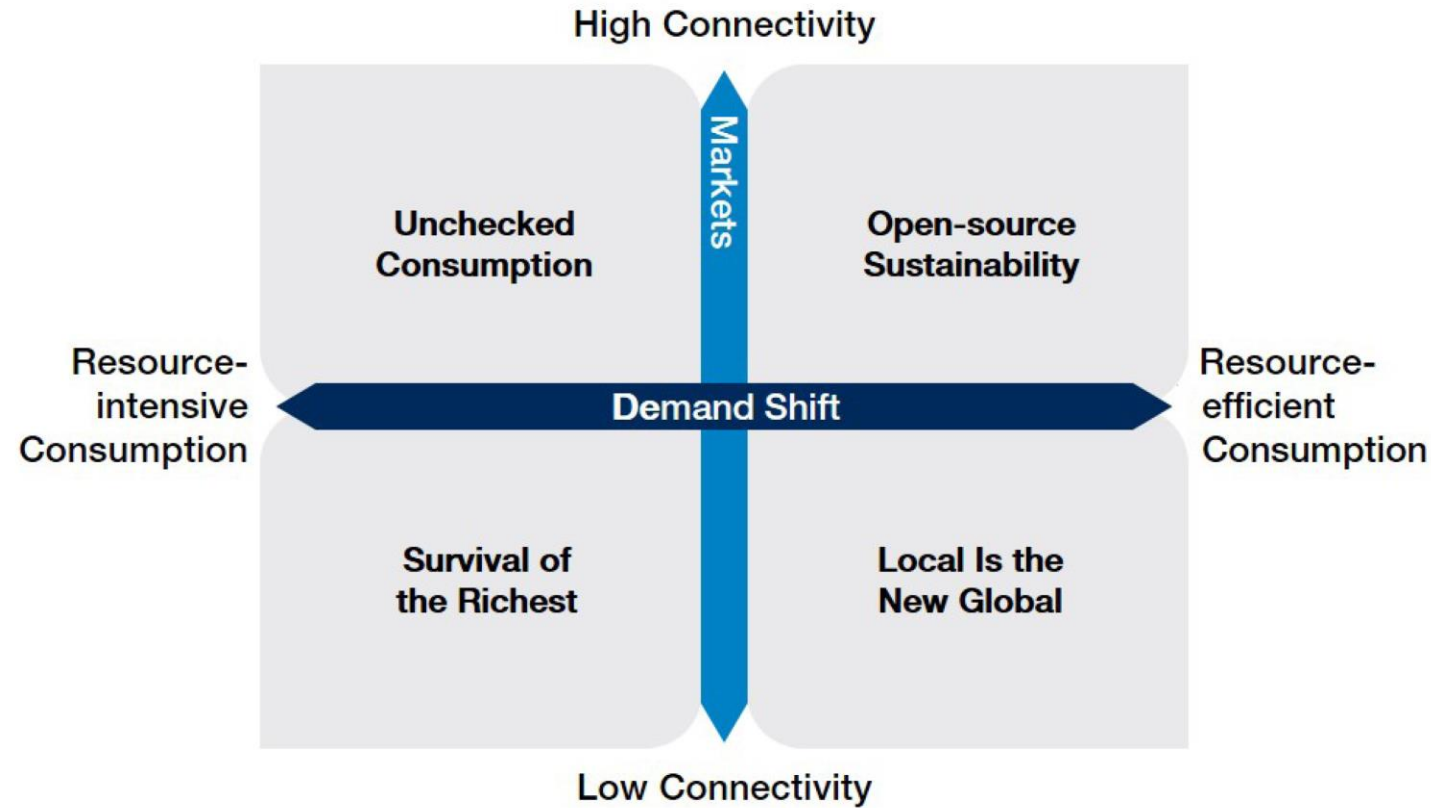 High Connectivity
Markets
Unchecked
Consumption
Open-source
Sustainability
Resource-
intensive
Consumption
Demand Shift
Resource-
efficient
Consumption
Survival of
the Richest
Local Is the
New Global
Low Connectivity